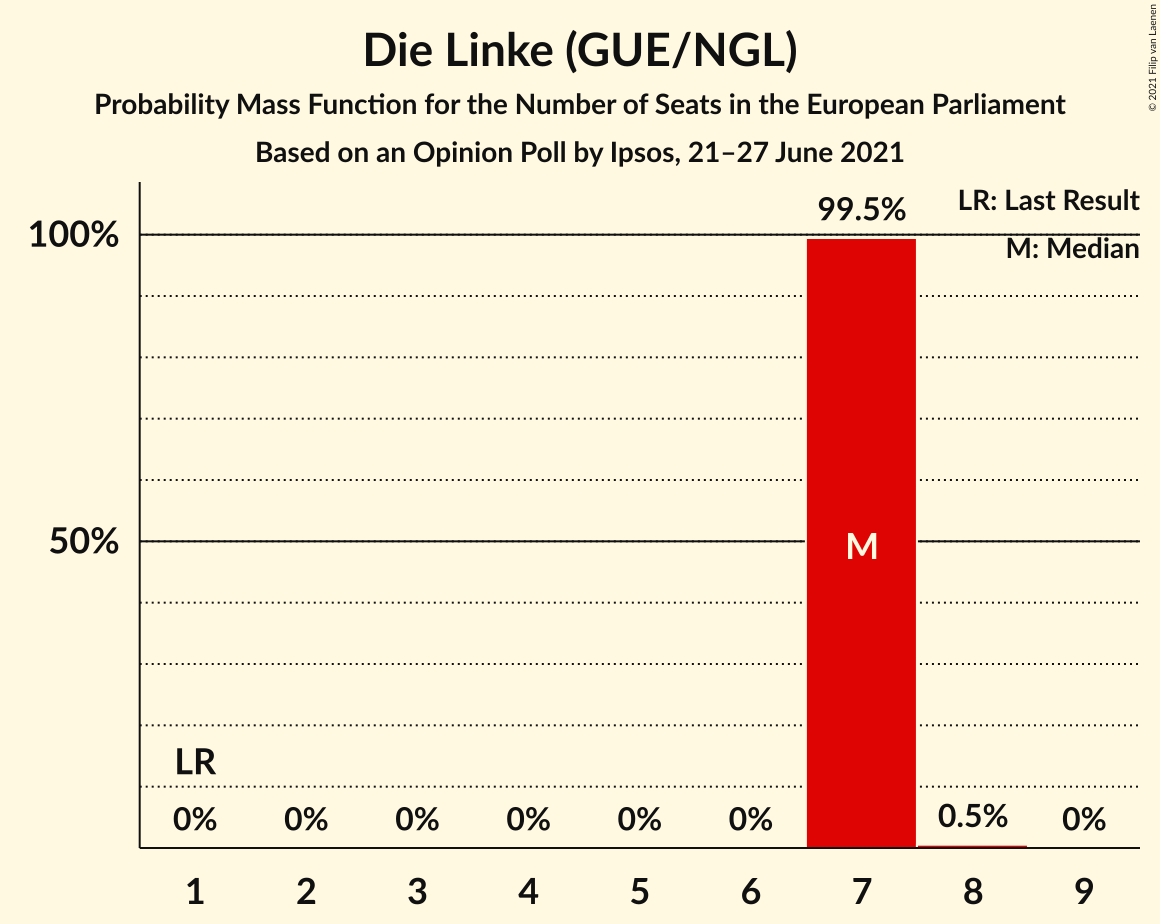 Die Linke (GUE/NGL)
Probability Mass Function for the Number of Seats in the European Parliament
Based on an Opinion Poll by Ipsos, 21–27 June 2021
© 2021 Filip van Laenen
LR: Last Result
M: Median
99.5%
100%
50%
M
LR
0%
0%
0%
0%
0%
0%
0.5%
0%
1 2 3 4 5 6 7 8 9